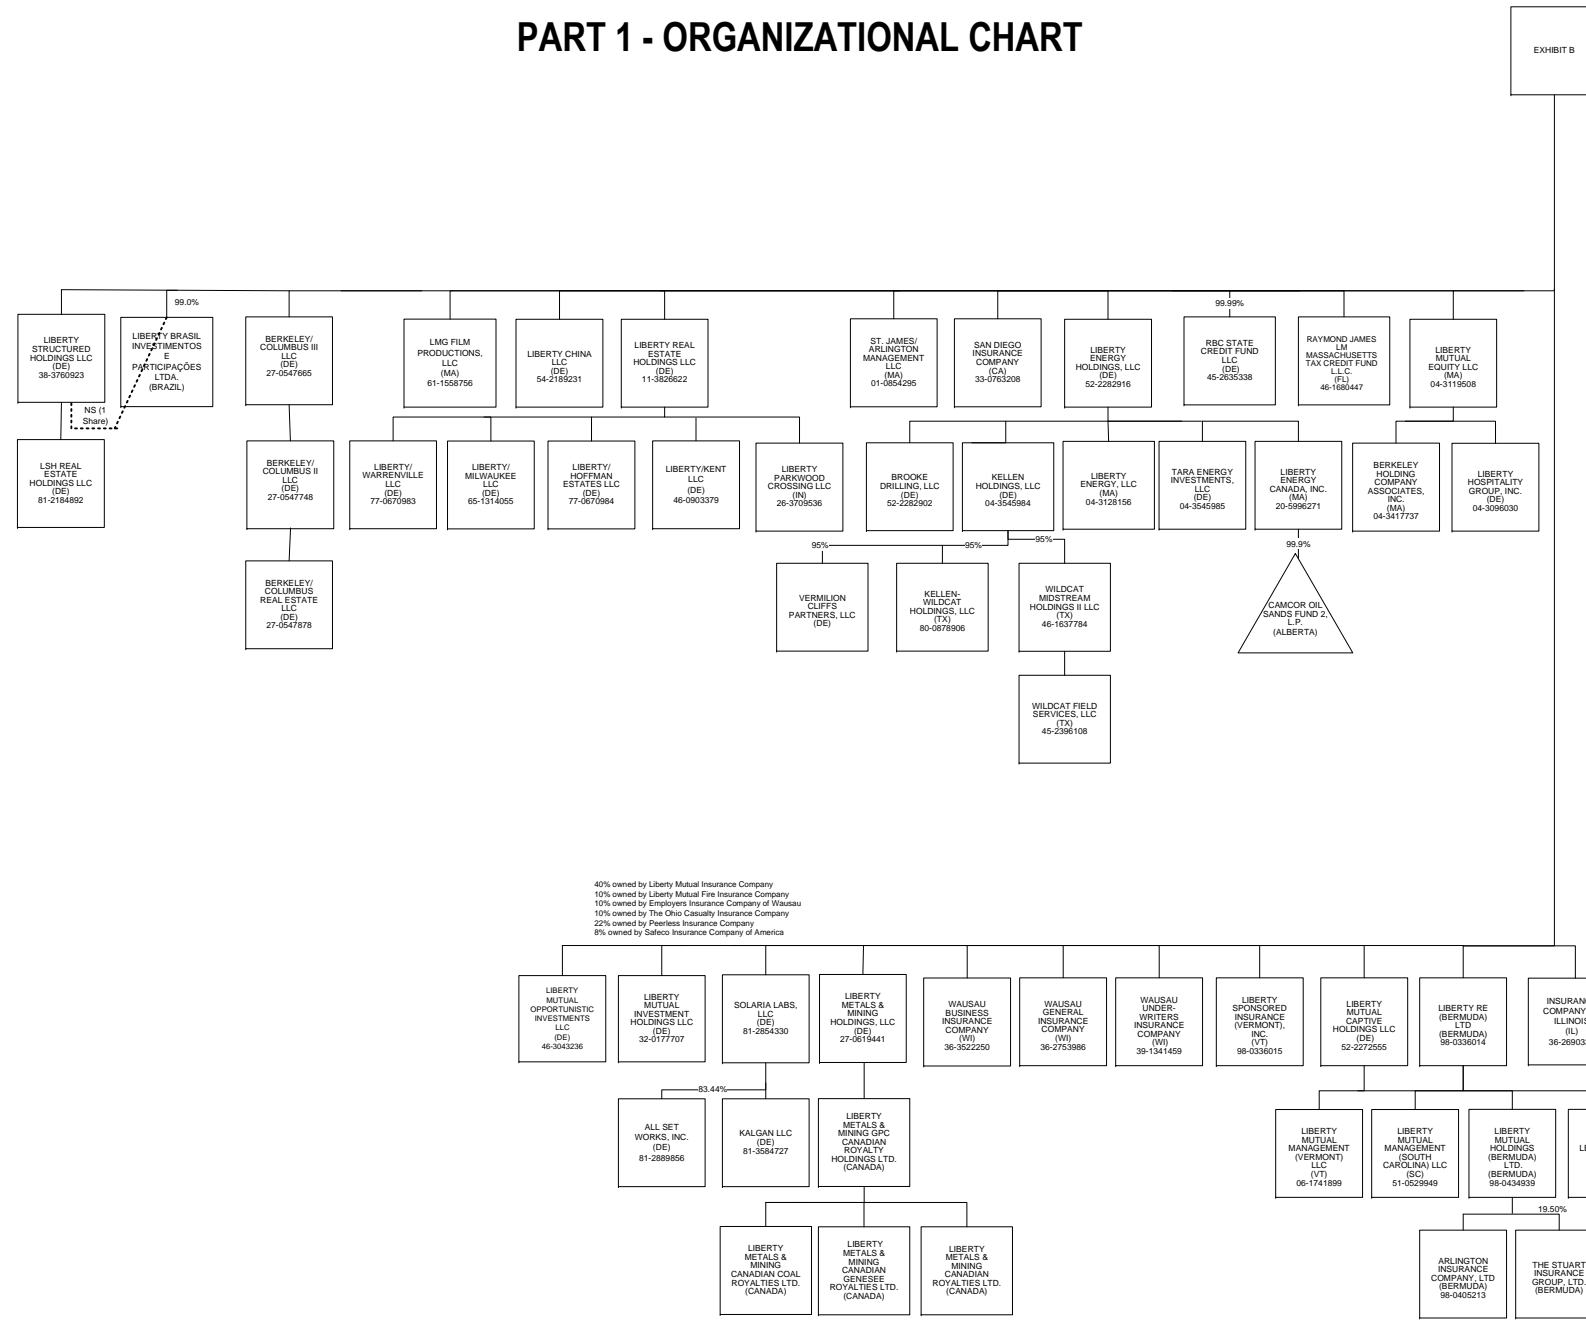 PART 1 - ORGANIZATIONAL CHART
EXHIBIT B
99.0%
99.99%
LIBERTY
STRUCTURED
HOLDINGS LLC
(DE)
38-3760923
LIBERTY BRASIL
INVESTIMENTOS
E
PARTICIPAÇÕES
LTDA.
(BRAZIL)
BERKELEY/
COLUMBUS III
LLC
(DE)
27-0547665
LMG FILM
PRODUCTIONS,
LLC
(MA)
61-1558756
LIBERTY CHINA
LLC
(DE)
54-2189231
LIBERTY REAL
ESTATE
HOLDINGS LLC
(DE)
11-3826622
ST. JAMES/
ARLINGTON
MANAGEMENT
LLC
(MA)
01-0854295
SAN DIEGO
INSURANCE
COMPANY
(CA)
33-0763208
LIBERTY
ENERGY
HOLDINGS, LLC
(DE)
52-2282916
RBC STATE
CREDIT FUND
LLC
(DE)
45-2635338
RAYMOND JAMES
LM
MASSACHUSETTS
TAX CREDIT FUND
L.L.C.
(FL)
46-1680447
LIBERTY
MUTUAL
EQUITY LLC
(MA)
04-3119508
NS (1
Share)
LSH REAL
ESTATE
HOLDINGS LLC
(DE)
81-2184892
BERKELEY/
COLUMBUS II
LLC
(DE)
27-0547748
LIBERTY/
WARRENVILLE
LLC
(DE)
77-0670983
LIBERTY/
MILWAUKEE
LLC
(DE)
65-1314055
LIBERTY/
HOFFMAN
ESTATES LLC
(DE)
77-0670984
LIBERTY/KENT
LLC
(DE)
46-0903379
LIBERTY
PARKWOOD
CROSSING LLC
(IN)
26-3709536
BROOKE
DRILLING, LLC
(DE)
52-2282902
KELLEN
HOLDINGS, LLC
(DE)
04-3545984
LIBERTY
ENERGY, LLC
(MA)
04-3128156
TARA ENERGY
INVESTMENTS,
LLC
(DE)
04-3545985
LIBERTY
ENERGY
CANADA, INC.
(MA)
20-5996271
BERKELEY
HOLDING
COMPANY
ASSOCIATES,
INC.
(MA)
04-3417737
LIBERTY
HOSPITALITY
GROUP, INC.
(DE)
04-3096030
95%
95%
95%
99.9%
BERKELEY/
COLUMBUS
REAL ESTATE
LLC
(DE)
27-0547878
VERMILION
CLIFFS
PARTNERS, LLC
(DE)
KELLEN-
WILDCAT
HOLDINGS, LLC
(TX)
80-0878906
WILDCAT
MIDSTREAM
HOLDINGS II LLC
(TX)
46-1637784
CAMCOR OIL
SANDS FUND 2,
L.P.
(ALBERTA)
WILDCAT FIELD
SERVICES, LLC
(TX)
45-2396108
40% owned by Liberty Mutual Insurance Company
10% owned by Liberty Mutual Fire Insurance Company
10% owned by Employers Insurance Company of Wausau
10% owned by The Ohio Casualty Insurance Company
22% owned by Peerless Insurance Company
8% owned by Safeco Insurance Company of America
LIBERTY
MUTUAL
OPPORTUNISTIC
INVESTMENTS
LLC
(DE)
46-3043236
LIBERTY
MUTUAL
INVESTMENT
HOLDINGS LLC
(DE)
32-0177707
SOLARIA LABS,
LLC
(DE)
81-2854330
LIBERTY
METALS &
MINING
HOLDINGS, LLC
(DE)
27-0619441
WAUSAU
BUSINESS
INSURANCE
COMPANY
(WI)
36-3522250
WAUSAU
GENERAL
INSURANCE
COMPANY
(WI)
36-2753986
WAUSAU
UNDER-
WRITERS
INSURANCE
COMPANY
(WI)
39-1341459
LIBERTY
SPONSORED
INSURANCE
(VERMONT),
INC.
(VT)
98-0336015
LIBERTY
MUTUAL
CAPTIVE
HOLDINGS LLC
(DE)
52-2272555
LIBERTY RE
(BERMUDA)
LTD
(BERMUDA)
98-0336014
COMPANY
(IL)
83.44%
ALL SET
WORKS, INC.
(DE)
81-2889856
KALGAN LLC
(DE)
81-3584727
LIBERTY
METALS &
MINING GPC
CANADIAN
ROYALTY
HOLDINGS LTD.
(CANADA)
LIBERTY
MUTUAL
MANAGEMENT
(VERMONT)
LLC
(VT)
06-1741899
LIBERTY
MUTUAL
MANAGEMENT
(SOUTH
CAROLINA) LLC
(SC)
51-0529949
LIBERTY
MUTUAL
HOLDINGS
(BERMUDA)
LTD.
(BERMUDA)
98-0434939
19.50%
LIBERTY
METALS &
MINING
CANADIAN COAL
ROYALTIES LTD.
(CANADA)
LIBERTY
METALS &
MINING
CANADIAN
GENESEE
ROYALTIES LTD.
(CANADA)
LIBERTY
METALS &
MINING
CANADIAN
ROYALTIES LTD.
(CANADA)
ARLINGTON
INSURANCE
COMPANY, LTD
(BERMUDA)
98-0405213
THE STUART
INSURANCE
GROUP, LTD.
(BERMUDA)